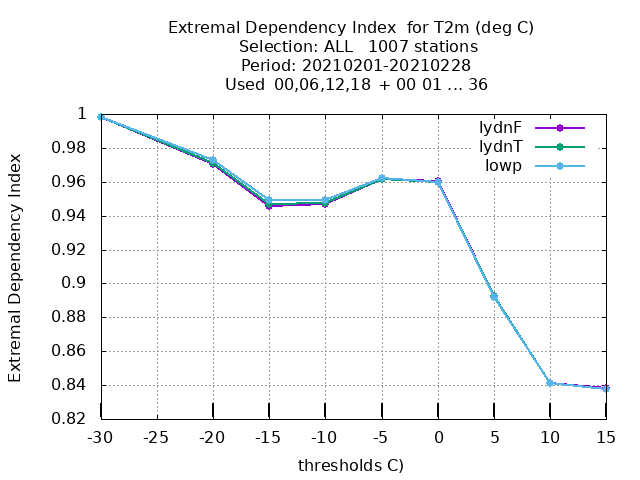 Extremal Dependency Index  for T2m (deg C)
Selection: ALL   1007 stations
Period: 20210201-20210228
Used  00,06,12,18  + 00 01 ... 36
Extremal Dependency Index
1
0.98
0.96
0.94
0.92
0.9
0.88
0.86
0.84
0.82
lydnF
lydnT
lowp
-30 -25 -20 -15 -10 -5 0 5 10 15
thresholds C)